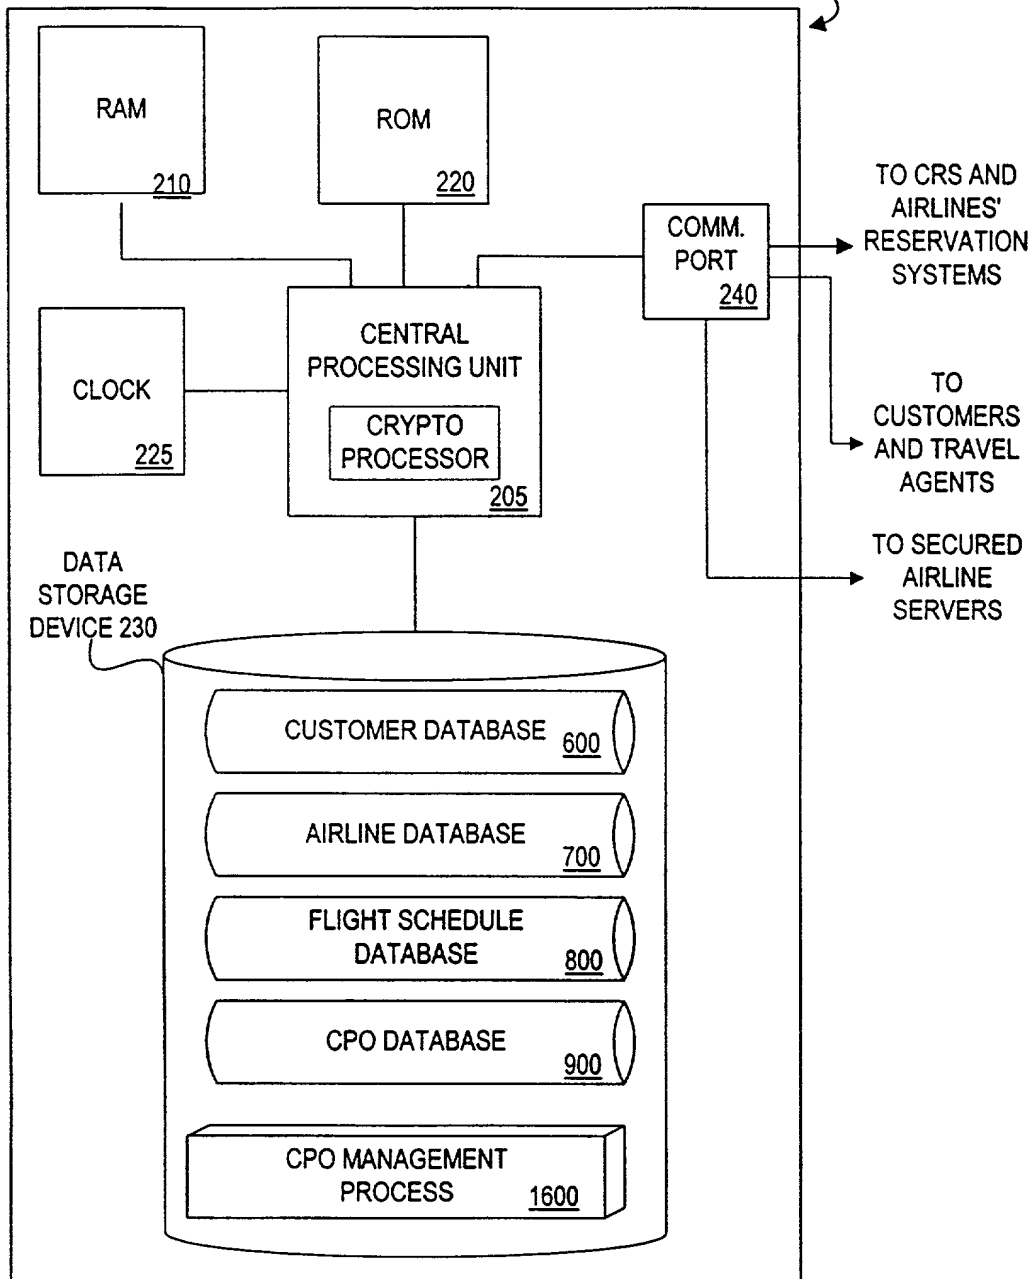 RAM
210
ROM
220
COMM.
PORT
240
TO CRS AND
AIRLINES'
RESERVATION
SYSTEMS
CENTRAL
PROCESSING UNIT
CRYPTO
PROCESSOR
205
CLOCK
225
TO
CUSTOMERS
AND TRAVEL
AGENTS
TO SECURED
AIRLINE
SERVERS
DATA
STORAGE
DEVICE 230
CUSTOMER DATABASE
600
AIRLINE DATABASE
700
FLIGHT SCHEDULE
DATABASE
800
CPO DATABASE
900
CPO MANAGEMENT
PROCESS
1600